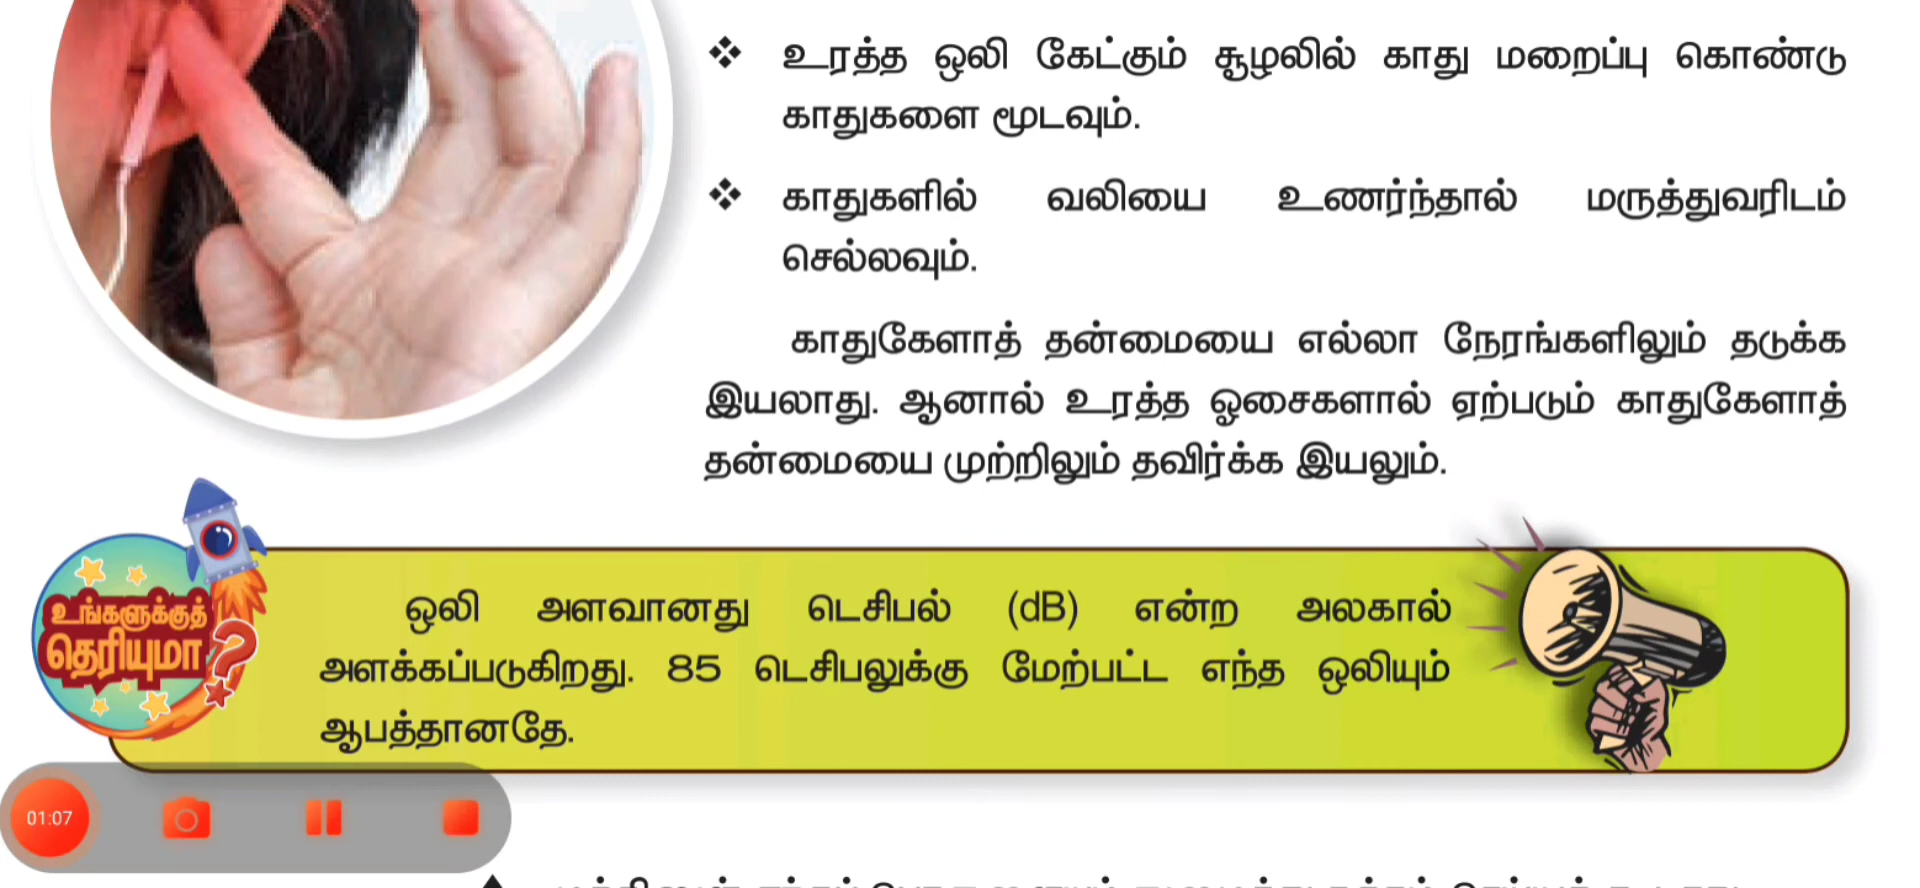 ❖ உரத்த ஒலி கேட்கும் சூழலில் காது மறைப்பு கொண்டு
காதுகளை மூடவும்.
❖ காதுகளில் வலியை உணர்ந்தால் மருத்துவரிடம்
செல்லவும்.
காதுகேளாத் தன்மையை எல்லா நேரங்களிலும் தடுக்க
இயலாது. ஆனால் உரத்த ஓசைகளால் ஏற்படும் காதுகேளாத்
தன்மையை முற்றிலும் தவிர்க்க இயலும்.
உங்களுக்குத்
தெரியுமா?
ஒலி அளவானது டெசிபல் (dB) என்ற அலகால்
அளக்கப்படுகிறது. 85 டெசிபலுக்கு மேற்பட்ட எந்த ஒலியும்
ஆபத்தானதே.
01:07